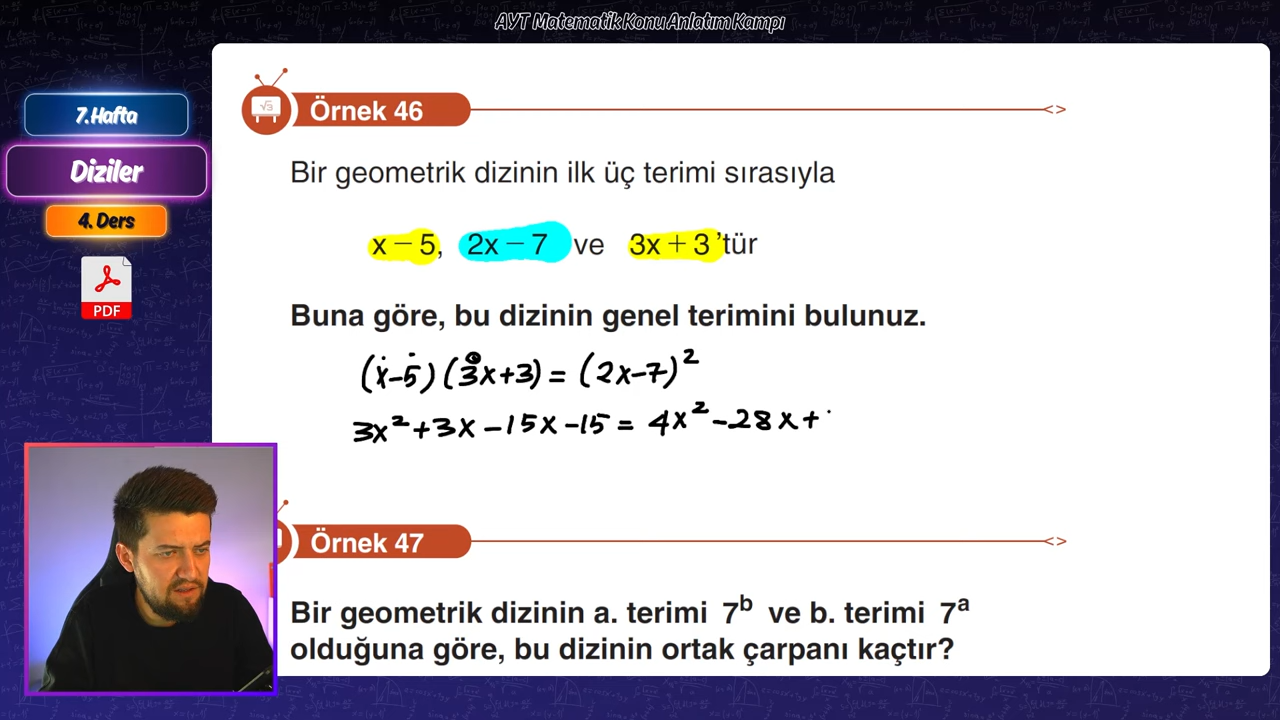 AYT Matematik Konu Anlatım Kampı
7.Hafta
Diziler
4. Ders
PDF
√3
Örnek 46
Bir geometrik dizinin ilk üç terimi sırasıyla
x − 5, 2x − 7 ve 3x + 3 'tür
Buna göre, bu dizinin genel terimini bulunuz.
(x-5)(3x+3) = (2x-7)²
3x² + 3x - 15x - 15 = 4x² - 28x +
Örnek 47
Bir geometrik dizinin a. terimi 7ᵇ ve b. terimi 7ᵃ
olduğuna göre, bu dizinin ortak çarpanı kaçtır?